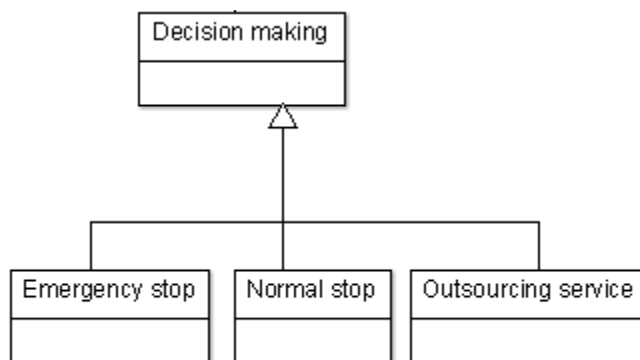 Decision making
Emergency stop
Normal stop
Outsourcing service